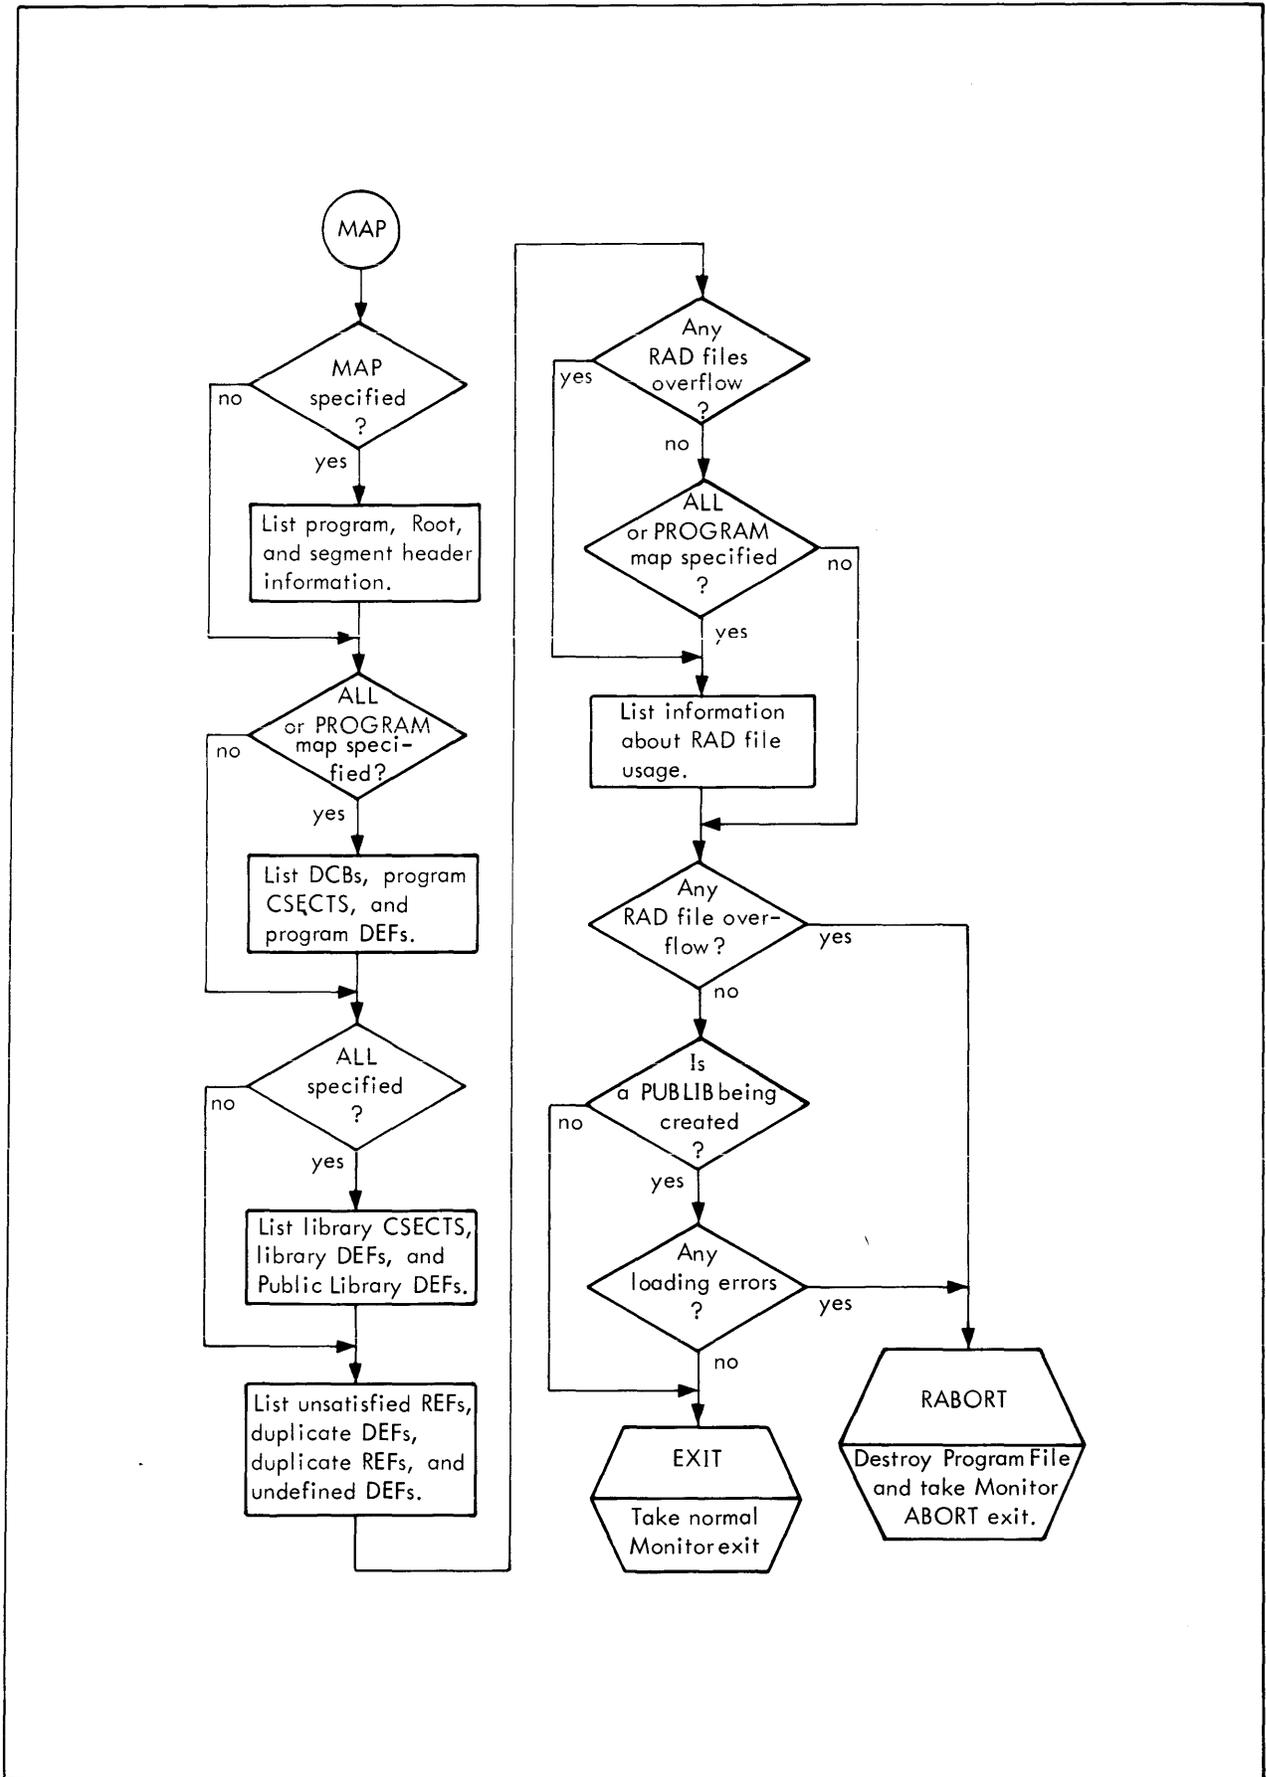 MAP
MAP
specified
?
no
yes
List program, Root,
and segment header
information.
ALL
or PROGRAM
map speci-
fied?
no
yes
List DCBs, program
CSECTS, and
program DEFs.
ALL
specified
?
no
yes
List library CSECTS,
library DEFs, and
Public Library DEFs.
List unsatisfied REFs,
duplicate DEFs,
duplicate REFs, and
undefined DEFs.
Any
RAD files
overflow
?
yes
no
ALL
or PROGRAM
map specified
?
no
yes
List information
about RAD file
usage.
Any
RAD file over-
flow?
yes
no
Is
a PUBLIB being
created
?
no
yes
Any
loading errors
?
yes
no
EXIT
Take normal
Monitor exit
RABORT
Destroy Program File
and take Monitor
ABORT exit.